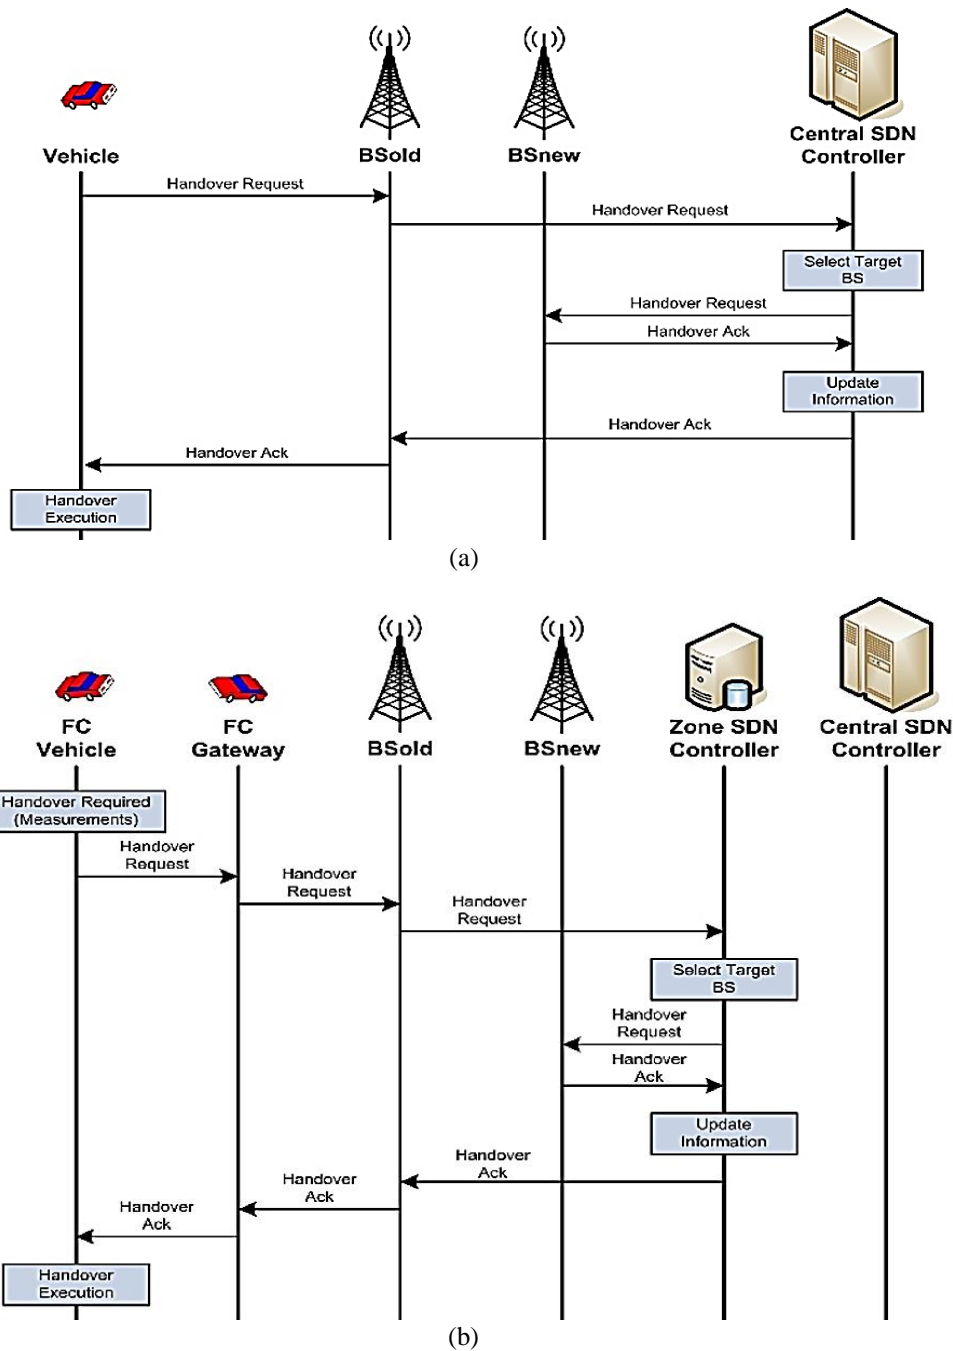 Vehicle
BSold
BSnew
Central SDN
Controller
Handover Request
Handover Request
Select Target
BS
Handover Request
Handover Ack
Update
Information
Handover Ack
Handover Ack
Handover
Execution
(a)
FC
Vehicle
FC
Gateway
BSold
BSnew
Zone SDN
Controller
Central SDN
Controller
Handover Required
(Measurements)
Handover
Request
Handover
Request
Handover
Request
Select Target
BS
Handover
Request
Handover
Ack
Update
Information
Handover
Ack
Handover
Ack
Handover
Ack
Handover
Execution
(b)